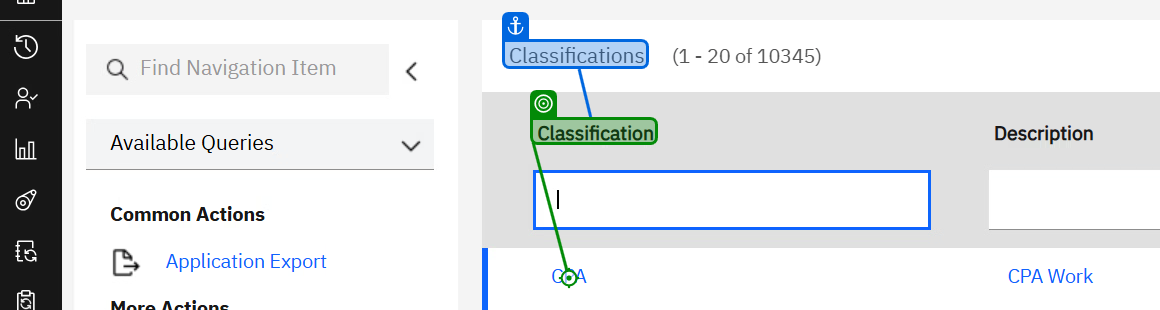 Find Navigation Item
Available Queries
Common Actions
Application Export
More Actions
Classifications (1 - 20 of 10345)
Classification Description
CPA Work